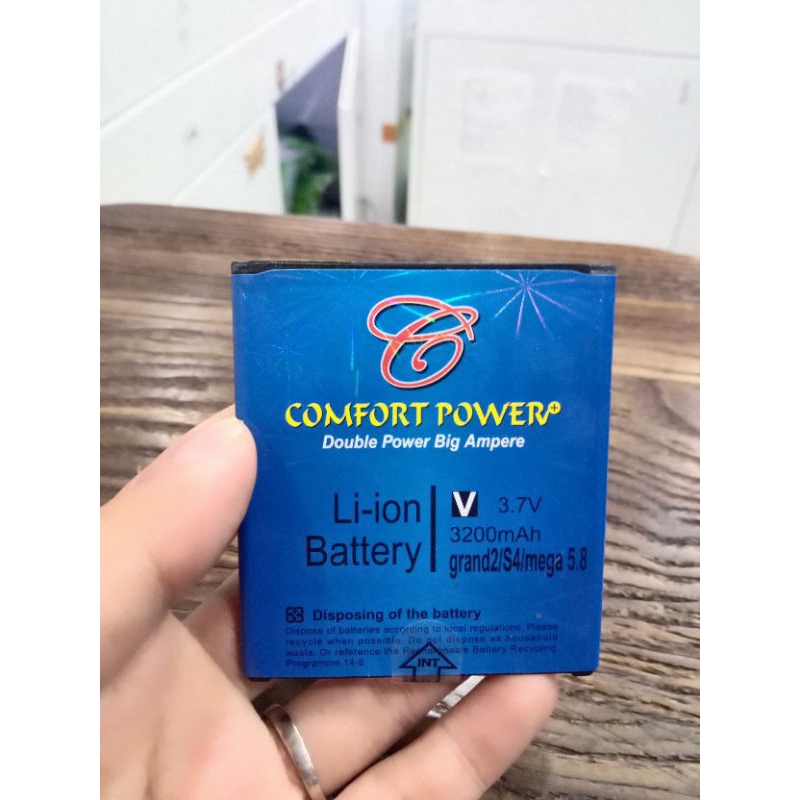 COMFORT POWER+
Double Power Big Ampere
Li-ion
Battery
V 3.7V
3200mAh
grand2/S4/mega 5.8
Disposing of the battery
Dispose of batteries according to local regulations. Please
recycle when possible. Do not dispose as household
waste. Or reference the Rechargeable Battery Recycling
Programme 14-6
INT